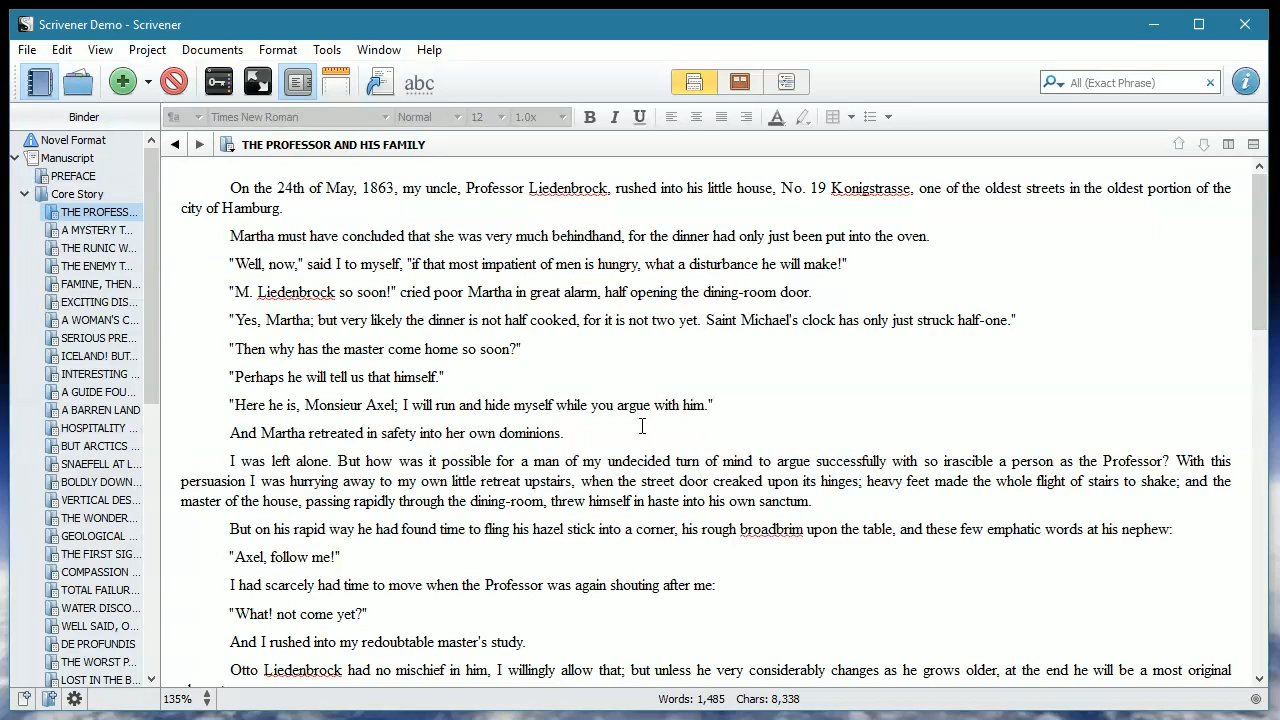 Scrivener Demo - Scrivener
File Edit View Project Documents Format Tools Window Help
abc
All (Exact Phrase)
Binder
Times New Roman Normal 12 1.0x B I U A
Novel Format
Manuscript
PREFACE
Core Story
THE PROFESS...
A MYSTERY T...
THE RUNIC W...
THE ENEMY T...
FAMINE, THEN...
EXCITING DIS...
A WOMAN'S C...
SERIOUS PRE...
ICELAND! BUT...
INTERESTING ...
A GUIDE FOU...
A BARREN LAND
HOSPITALITY ...
BUT ARCTICS ...
SNAEFELL AT L...
BOLDLY DOWN...
VERTICAL DES...
THE WONDER...
GEOLOGICAL ...
THE FIRST SIG...
COMPASSION ...
TOTAL FAILUR...
WATER DISCO...
WELL SAID, O...
DE PROFUNDIS
THE WORST P...
LOST IN THE B...
THE PROFESSOR AND HIS FAMILY
On the 24th of May, 1863, my uncle, Professor Liedenbrock, rushed into his little house, No. 19 Konigstrasse, one of the oldest streets in the oldest portion of the
city of Hamburg.
Martha must have concluded that she was very much behindhand, for the dinner had only just been put into the oven.
"Well, now," said I to myself, "if that most impatient of men is hungry, what a disturbance he will make!"
"M. Liedenbrock so soon!" cried poor Martha in great alarm, half opening the dining-room door.
"Yes, Martha; but very likely the dinner is not half cooked, for it is not two yet. Saint Michael's clock has only just struck half-one."
"Then why has the master come home so soon?"
"Perhaps he will tell us that himself."
"Here he is, Monsieur Axel; I will run and hide myself while you argue with him."
And Martha retreated in safety into her own dominions.
I was left alone. But how was it possible for a man of my undecided turn of mind to argue successfully with so irascible a person as the Professor? With this
persuasion I was hurrying away to my own little retreat upstairs, when the street door creaked upon its hinges; heavy feet made the whole flight of stairs to shake; and the
master of the house, passing rapidly through the dining-room, threw himself in haste into his own sanctum.
But on his rapid way he had found time to fling his hazel stick into a corner, his rough broadbrim upon the table, and these few emphatic words at his nephew:
"Axel, follow me!"
I had scarcely had time to move when the Professor was again shouting after me:
"What! not come yet?"
And I rushed into my redoubtable master's study.
Otto Liedenbrock had no mischief in him, I willingly allow that; but unless he very considerably changes as he grows older, at the end he will be a most original
135% Words: 1,485 Chars: 8,338